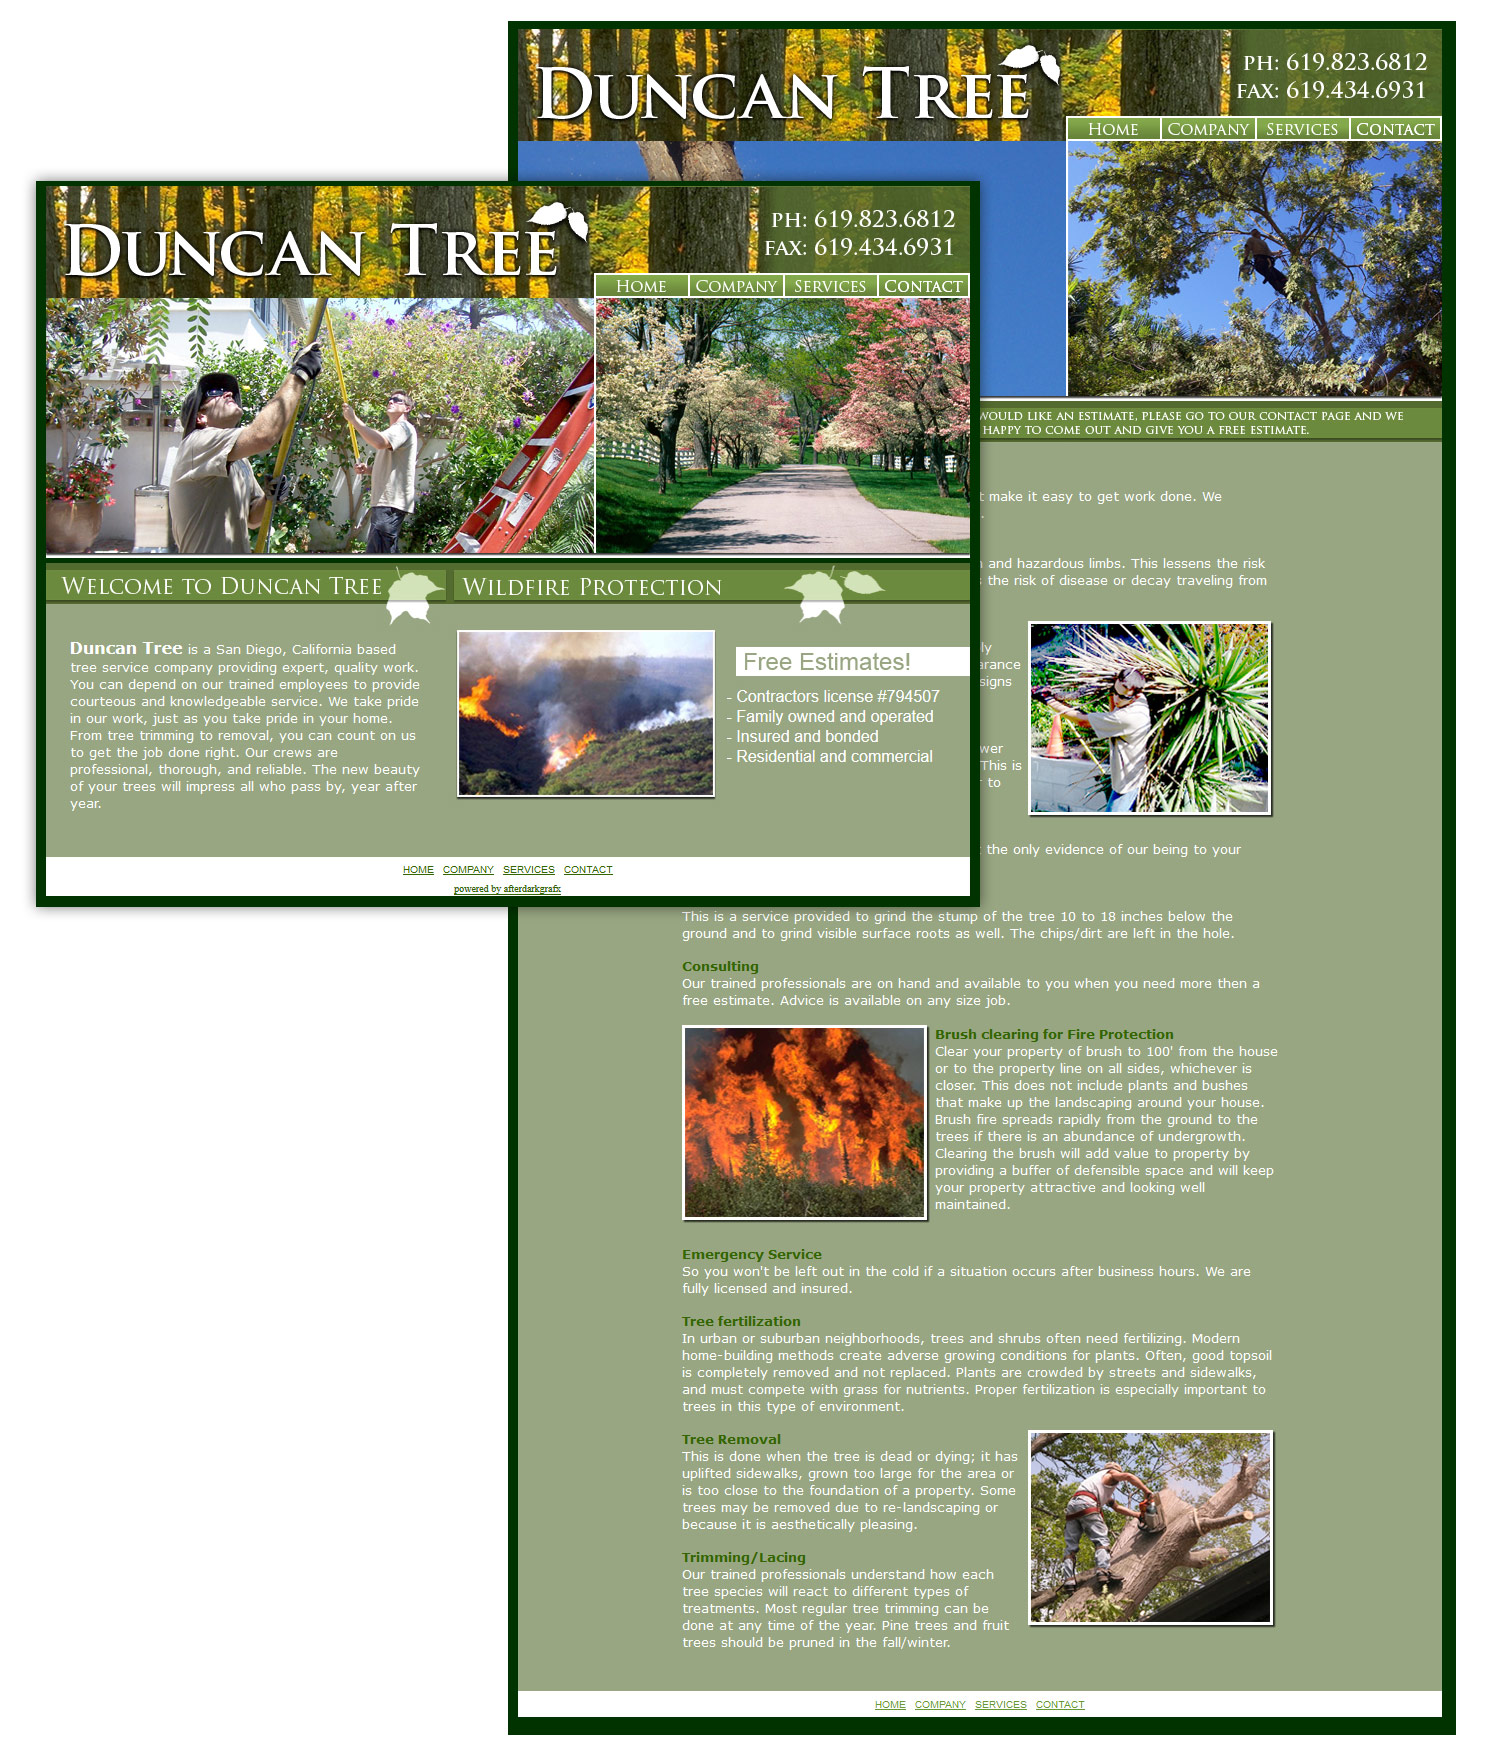 DUNCAN TREE
PH: 619.823.6812
FAX: 619.434.6931
HOME COMPANY SERVICES CONTACT
WOULD LIKE AN ESTIMATE, PLEASE GO TO OUR CONTACT PAGE AND WE
HAPPY TO COME OUT AND GIVE YOU A FREE ESTIMATE.
make it easy to get work done. We
and hazardous limbs. This lessens the risk
the risk of disease or decay traveling from
This is
to
the only evidence of our being to your
This is a service provided to grind the stump of the tree 10 to 18 inches below the
ground and to grind visible surface roots as well. The chips/dirt are left in the hole.
Consulting
Our trained professionals are on hand and available to you when you need more then a
free estimate. Advice is available on any size job.
Brush clearing for Fire Protection
Clear your property of brush to 100' from the house
or to the property line on all sides, whichever is
closer. This does not include plants and bushes
that make up the landscaping around your house.
Brush fire spreads rapidly from the ground to the
trees if there is an abundance of undergrowth.
Clearing the brush will add value to property by
providing a buffer of defensible space and will keep
your property attractive and looking well
maintained.
Emergency Service
So you won't be left out in the cold if a situation occurs after business hours. We are
fully licensed and insured.
Tree fertilization
In urban or suburban neighborhoods, trees and shrubs often need fertilizing. Modern
home-building methods create adverse growing conditions for plants. Often, good topsoil
is completely removed and not replaced. Plants are crowded by streets and sidewalks,
and must compete with grass for nutrients. Proper fertilization is especially important to
trees in this type of environment.
Tree Removal
This is done when the tree is dead or dying; it has
uplifted sidewalks, grown too large for the area or
is too close to the foundation of a property. Some
trees may be removed due to re-landscaping or
because it is aesthetically pleasing.
Trimming/Lacing
Our trained professionals understand how each
tree species will react to different types of
treatments. Most regular tree trimming can be
done at any time of the year. Pine trees and fruit
trees should be pruned in the fall/winter.
HOME COMPANY SERVICES CONTACT
DUNCAN TREE
PH: 619.823.6812
FAX: 619.434.6931
HOME COMPANY SERVICES CONTACT
WELCOME TO DUNCAN TREE
WILDFIRE PROTECTION
Duncan Tree is a San Diego, California based
tree service company providing expert, quality work.
You can depend on our trained employees to provide
courteous and knowledgeable service. We take pride
in our work, just as you take pride in your home.
From tree trimming to removal, you can count on us
to get the job done right. Our crews are
professional, thorough, and reliable. The new beauty
of your trees will impress all who pass by, year after
year.
Free Estimates!
- Contractors license #794507
- Family owned and operated
- Insured and bonded
- Residential and commercial
HOME COMPANY SERVICES CONTACT
powered by afterdarkgrafx